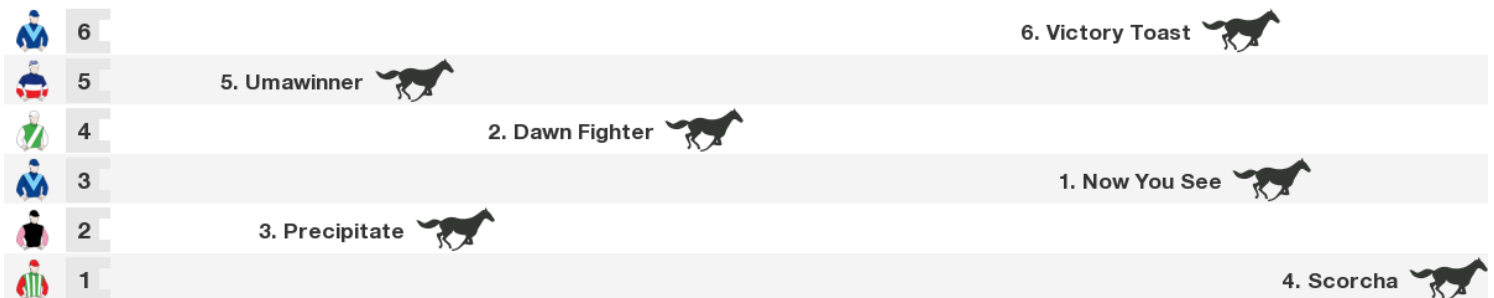 6 6. Victory Toast
5 5. Umawinner
4 2. Dawn Fighter
3 1. Now You See
2 3. Precipitate
1 4. Scorcha